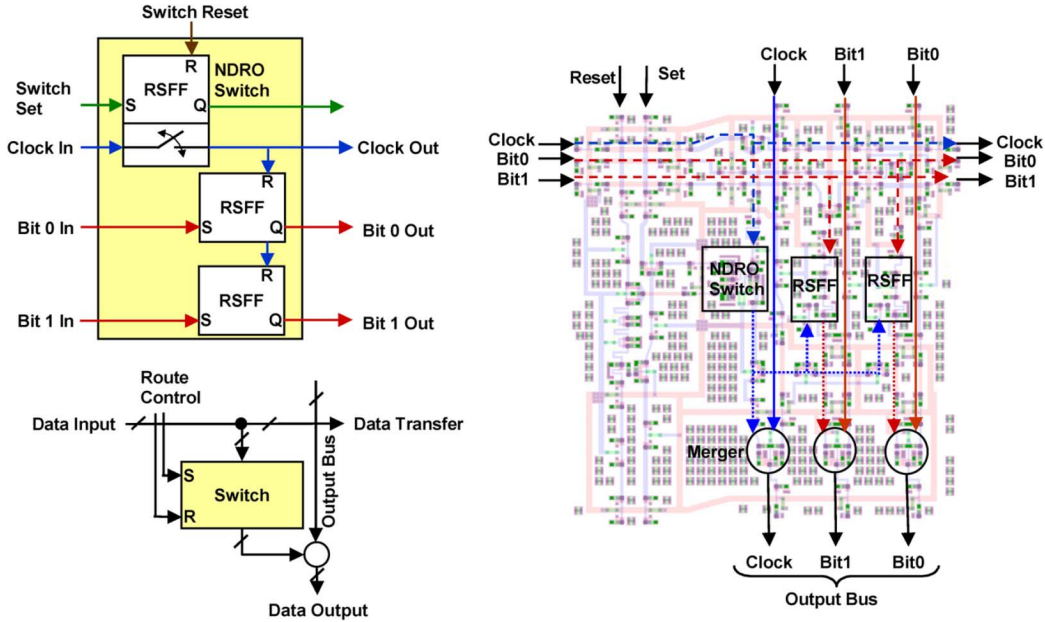 Switch Reset
R
NDRO
Switch
RSFF
Switch
Set
S
Q
Clock In
Clock Out
R
RSFF
Bit 0 In
S
Q
Bit 0 Out
R
RSFF
Bit 1 In
S
Q
Bit 1 Out
Route
Control
Data Input
Data Transfer
Output Bus
S
Switch
R
Data Output
Clock
Bit1
Bit0
Reset
Set
Clock
Bit0
Bit1
Clock
Bit0
Bit1
NDRO
Switch
RSFF
RSFF
Merger
Clock
Bit1
Bit0
Output Bus